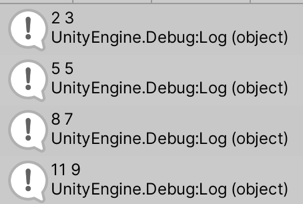 2 3
UnityEngine.Debug:Log (object)
5 5
UnityEngine.Debug:Log (object)
8 7
UnityEngine.Debug:Log (object)
11 9
UnityEngine.Debug:Log (object)